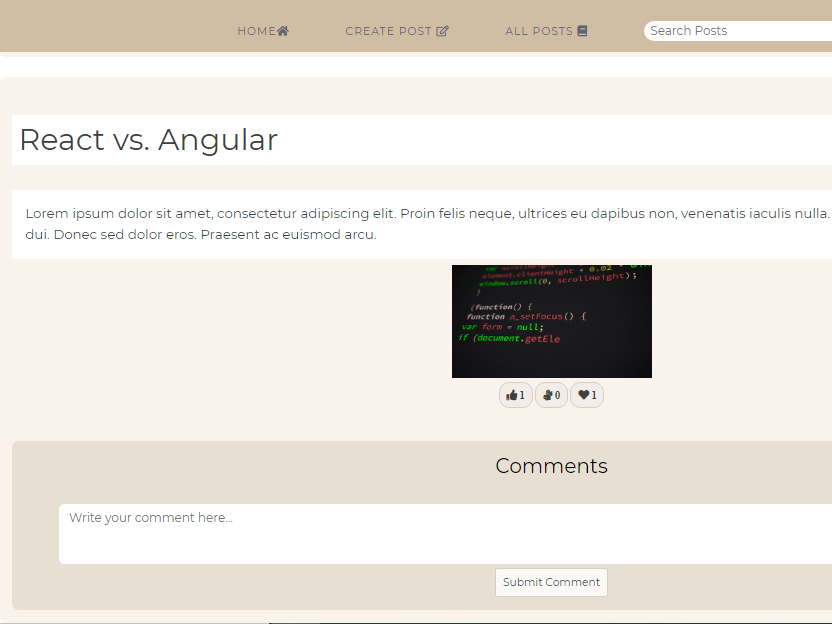 HOME
CREATE POST
ALL POSTS
Search Posts
React vs. Angular
Lorem ipsum dolor sit amet, consectetur adipiscing elit. Proin felis neque, ultrices eu dapibus non, venenatis iaculis nulla.
dui. Donec sed dolor eros. Praesent ac euismod arcu.
element.clientHeight + 0.02 *
window.scroll(0, scrollHeight);
}
(function() {
function a_setFocus() {
var form = null;
if (document.getEle
1
0
1
Comments
Write your comment here...
Submit Comment